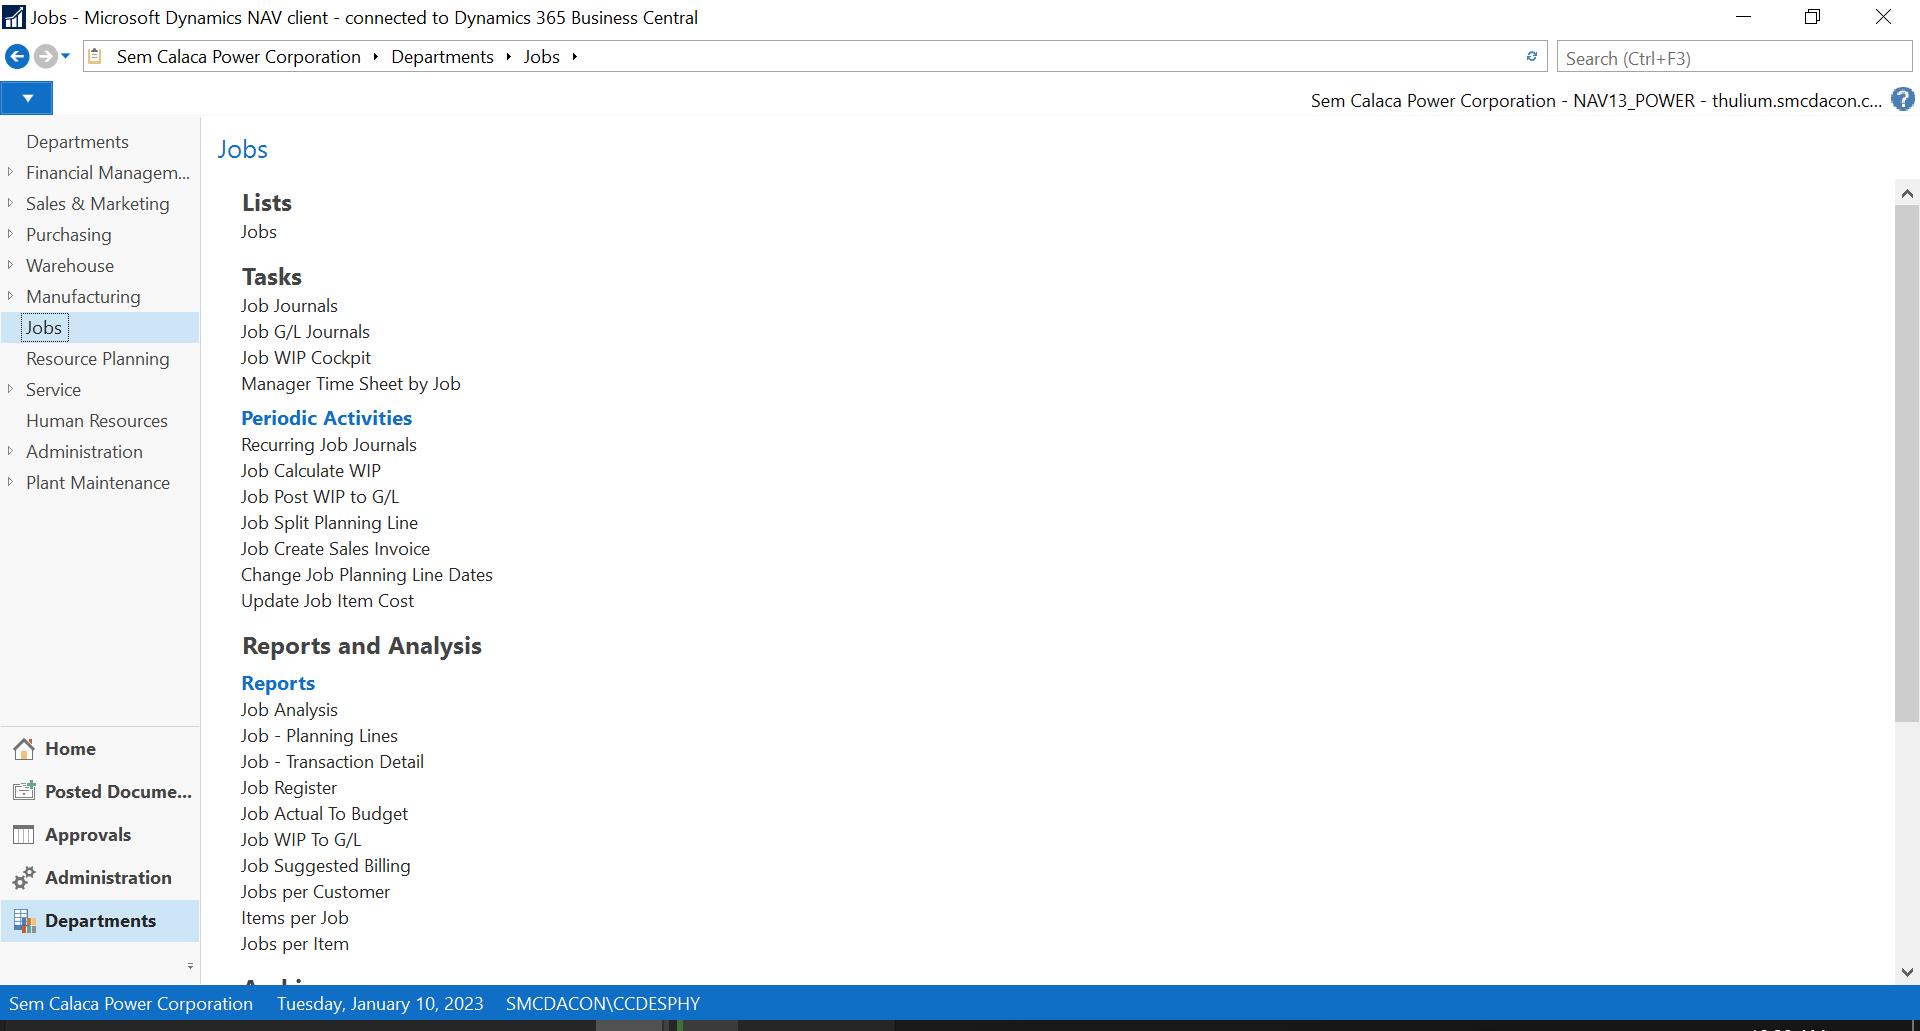 Jobs - Microsoft Dynamics NAV client - connected to Dynamics 365 Business Central
Sem Calaca Power Corporation
Departments
Jobs
Search (Ctrl+F3)
Sem Calaca Power Corporation - NAV13_POWER - thulium.smcdacon.c...
Departments
Financial Managem...
Sales & Marketing
Purchasing
Warehouse
Manufacturing
Jobs
Resource Planning
Service
Human Resources
Administration
Plant Maintenance
Home
Posted Docume...
Approvals
Administration
Departments
Jobs
Lists
Jobs
Tasks
Job Journals
Job G/L Journals
Job WIP Cockpit
Manager Time Sheet by Job
Periodic Activities
Recurring Job Journals
Job Calculate WIP
Job Post WIP to G/L
Job Split Planning Line
Job Create Sales Invoice
Change Job Planning Line Dates
Update Job Item Cost
Reports and Analysis
Reports
Job Analysis
Job - Planning Lines
Job - Transaction Detail
Job Register
Job Actual To Budget
Job WIP To G/L
Job Suggested Billing
Jobs per Customer
Items per Job
Jobs per Item
Sem Calaca Power Corporation
Tuesday, January 10, 2023
SMCDACON\CCDESPHY